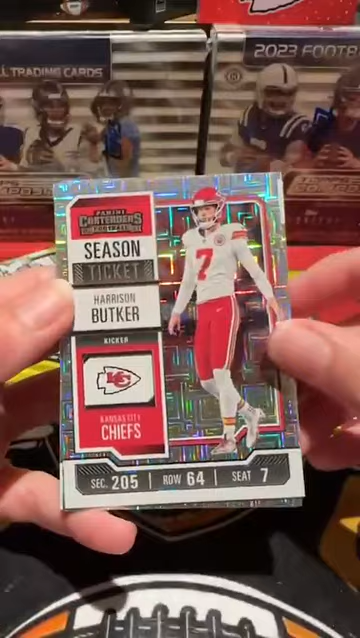 L TRADING CARDS
2023 FOOTB
PANINI
CONTENDERS
FOOTBALL
SEASON
TICKET
HARRISON
BUTKER
KICKER
KC
KANSAS CITY
CHIEFS
7
SEC. 205 | ROW 64 | SEAT 7